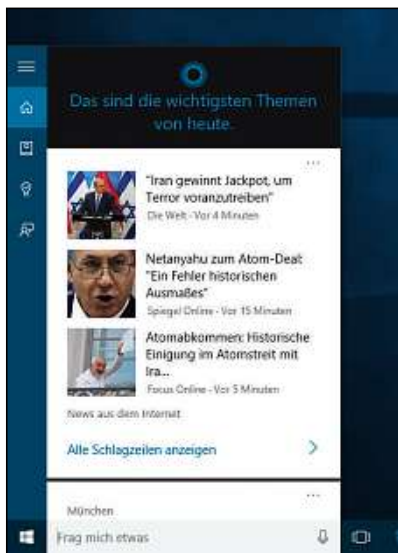 Das sind die wichtigsten Themen
von heute.
"Iran gewinnt Jackpot, um
Terror voranzutreiben"
Die Welt - Vor 4 Minuten
Netanyahu zum Atom-Deal:
"Ein Fehler historischen
Ausmaßes"
Spiegel Online - Vor 15 Minuten
Atomabkommen: Historische
Einigung im Atomstreit mit
Ira...
Focus Online - Vor 5 Minuten
News aus dem Internet
Alle Schlagzeilen anzeigen
München
Frag mich etwas